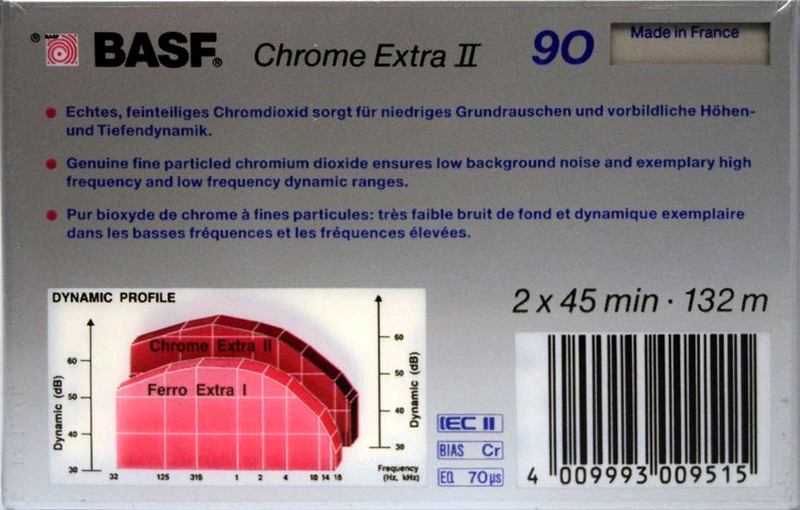 ® BASF BASF® Chrome Extra II 90 Made in France
Echtes, feinteiliges Chromdioxid sorgt für niedriges Grundrauschen und vorbildliche Höhen-
und Tiefendynamik.
Genuine fine particled chromium dioxide ensures low background noise and exemplary high
frequency and low frequency dynamic ranges.
Pur bioxyde de chrome à fines particules: très faible bruit de fond et dynamique exemplaire
dans les basses fréquences et les fréquences élevées.
DYNAMIC PROFILE
Chrome Extra II
Ferro Extra I
Dynamic (dB)
60
50
40
30
60
50
40
30
Dynamic (dB)
32 125 315 1 2 4 10 14 16
Frequency
(Hz, kHz)
2 x 45 min · 132 m
IEC II
BIAS Cr
EQ 70µs
4 009993 009515